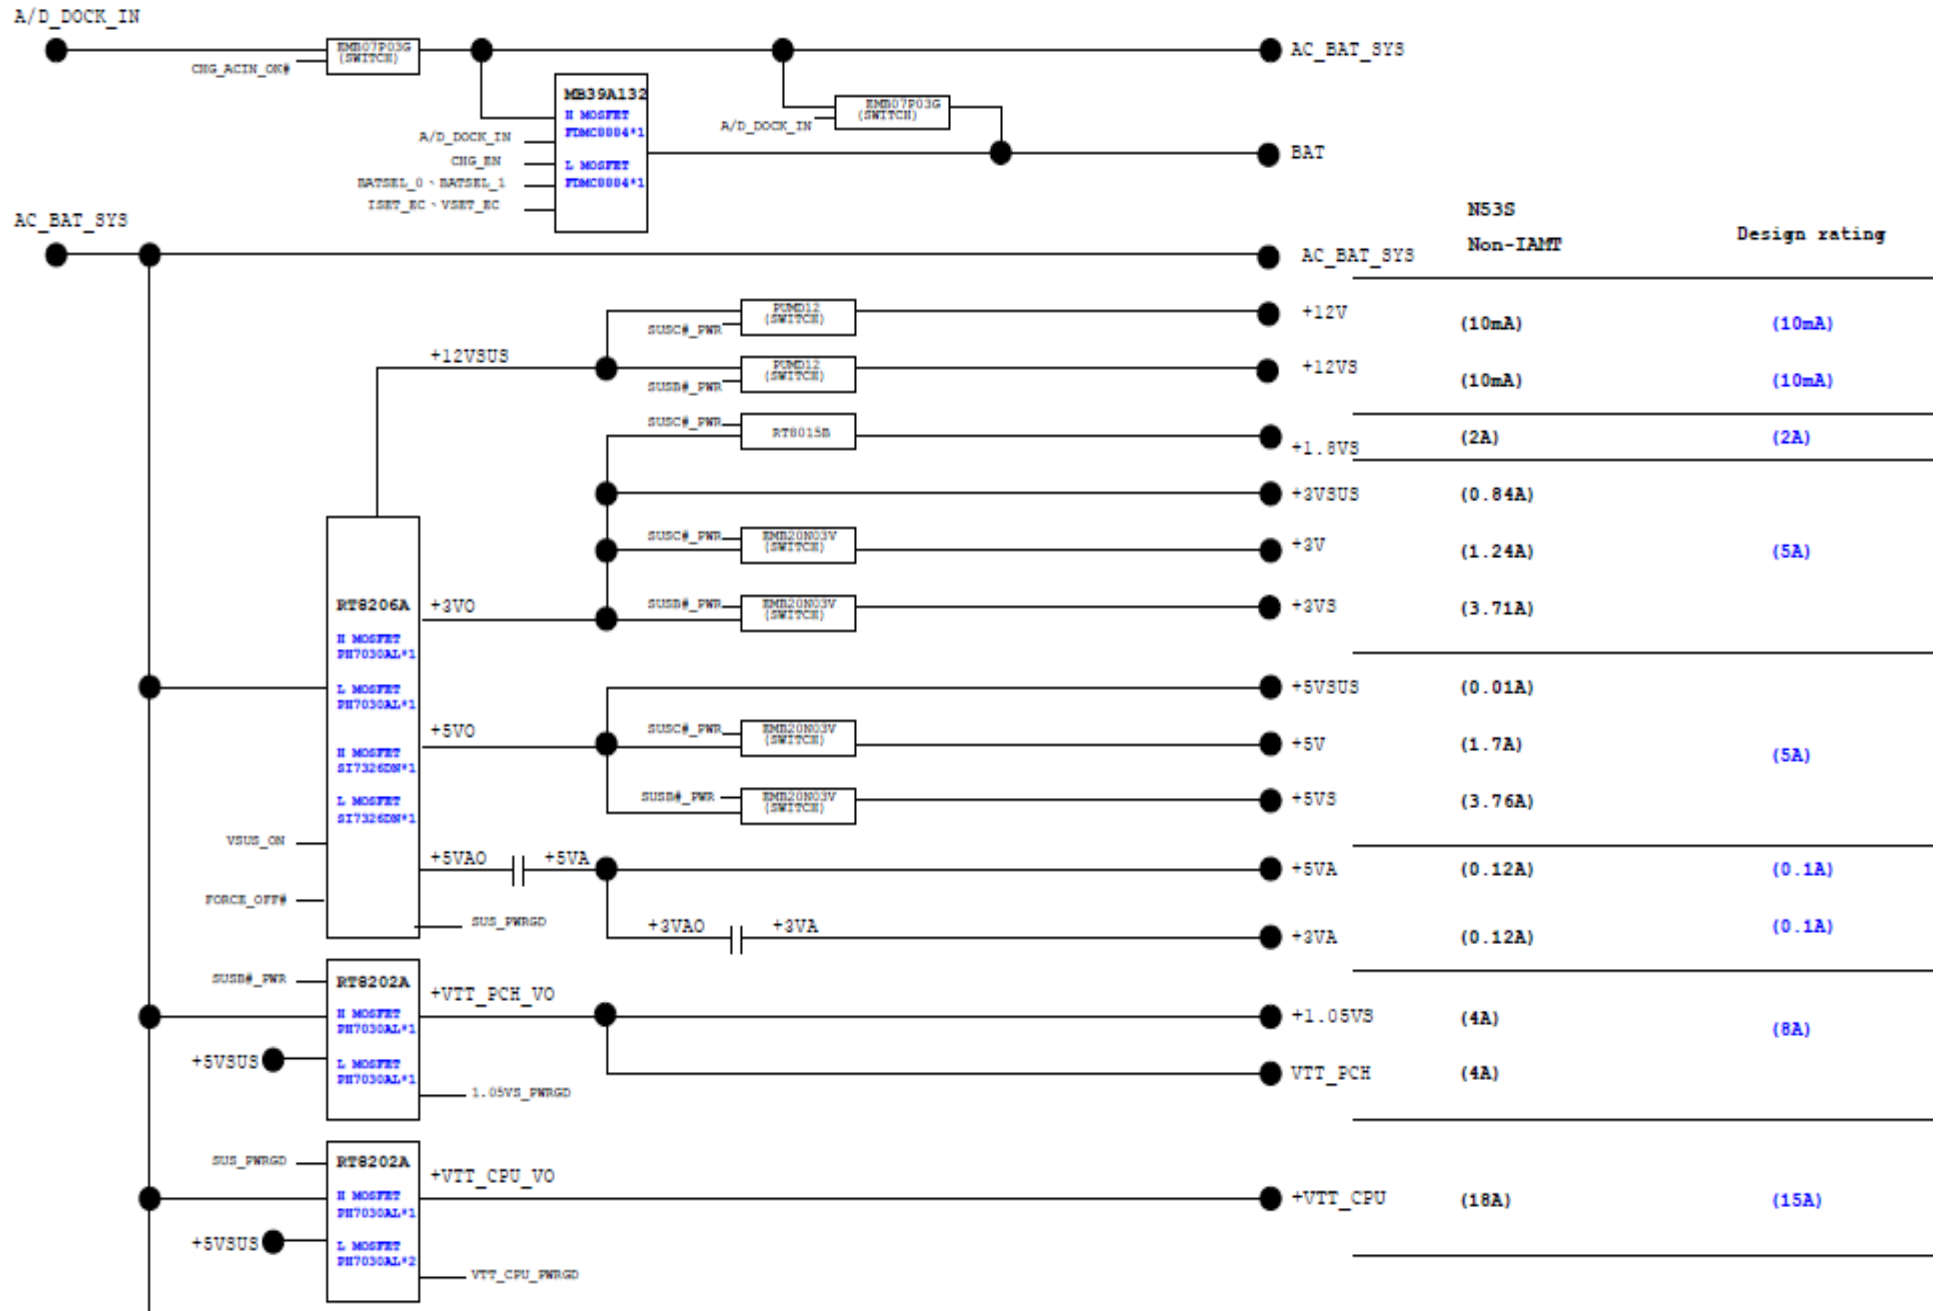 A/D_DOCK_IN
EMB07P03G
(SWITCH)
CHG_ACIN_OK#
AC_BAT_SYS
MB39A132
H MOSFET
FDMC8884*1
L MOSFET
FDMC8884*1
A/D_DOCK_IN
CHG_EN
BATSEL_0、BATSEL_1
ISET_EC、VSET_EC
EMB07P03G
(SWITCH)
A/D_DOCK_IN
BAT
AC_BAT_SYS
AC_BAT_SYS
N53S
Non-IAMT
Design rating
+12VSUS
SUSC#_PWR
PUMD12
(SWITCH)
+12V
(10mA)
(10mA)
SUSB#_PWR
PUMD12
(SWITCH)
+12VS
(10mA)
(10mA)
SUSC#_PWR
RT8015B
+1.8VS
(2A)
(2A)
+3VSUS
(0.84A)
SUSC#_PWR
EMB20N03V
(SWITCH)
+3V
(1.24A)
(5A)
RT8206A
H MOSFET
PH7030AL*1
L MOSFET
PH7030AL*1
H MOSFET
SI7326DN*1
L MOSFET
SI7326DN*1
+3VO
SUSB#_PWR
EMB20N03V
(SWITCH)
+3VS
(3.71A)
+5VSUS
(0.01A)
+5VO
SUSC#_PWR
EMB20N03V
(SWITCH)
+5V
(1.7A)
(5A)
SUSB#_PWR
EMB20N03V
(SWITCH)
+5VS
(3.76A)
VSUS_ON
FORCE_OFF#
SUS_PWRGD
+5VAO
+5VA
+5VA
(0.12A)
(0.1A)
+3VAO
+3VA
+3VA
(0.12A)
(0.1A)
SUSB#_PWR
RT8202A
H MOSFET
PH7030AL*1
L MOSFET
PH7030AL*1
+VTT_PCH_VO
+1.05VS
(4A)
(8A)
+5VSUS
VTT_PCH
(4A)
1.05VS_PWRGD
SUS_PWRGD
RT8202A
H MOSFET
PH7030AL*1
L MOSFET
PH7030AL*2
+VTT_CPU_VO
+VTT_CPU
(18A)
(15A)
+5VSUS
VTT_CPU_PWRGD